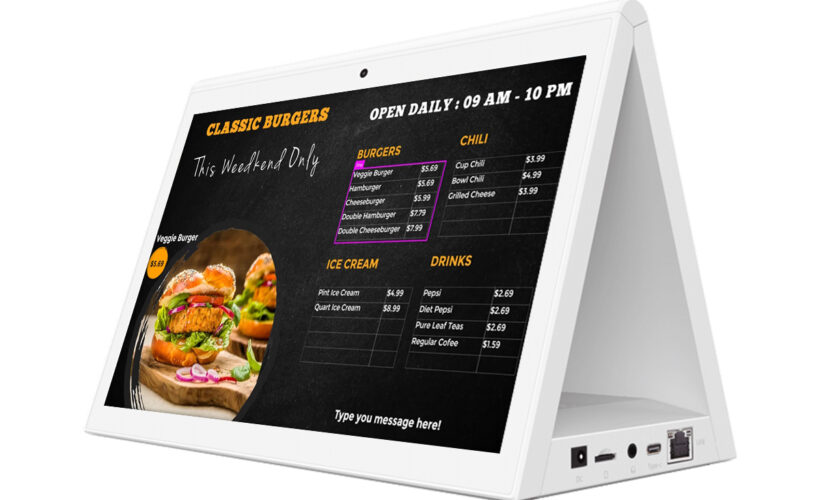 CLASSIC BURGERS
OPEN DAILY : 09 AM - 10 PM
This Weedkend Only
BURGERS
Veggie Burger $5.69
Hamburger $5.69
Cheeseburger $5.99
Double Hamburger $7.79
Double Cheeseburger $7.99
CHILI
Cup Chili $3.99
Bowl Chili $4.99
Grilled Cheese $3.99
Veggie Burger
$5.69
ICE CREAM
Pint Ice Cream $4.99
Quart Ice Cream $8.99
DRINKS
Pepsi $2.69
Diet Pepsi $2.69
Pure Leaf Teas $2.69
Regular Cofee $1.59
Type you message here!
DC
Type-C